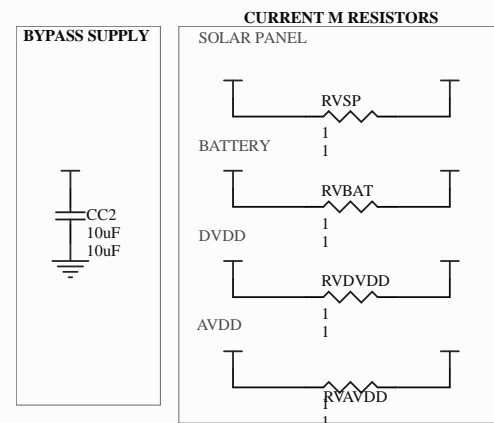 CURRENT M RESISTORS
BYPASS SUPPLY
SOLAR PANEL
RVSP
1
1
BATTERY
RVBAT
1
1
CC2
10uF
10uF
DVDD
RVDVDD
1
1
AVDD
RVAVDD
1
1